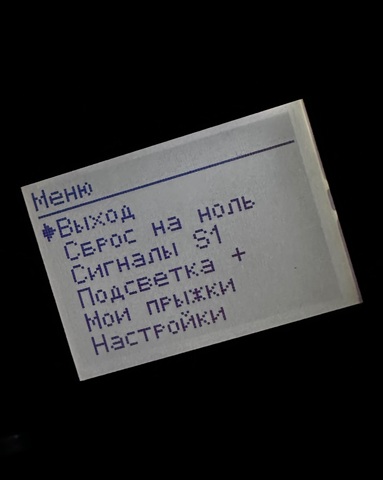 Меню
Выход
Сброс на ноль
Сигналы S1
Подсветка +
Мои прыжки
Настройки